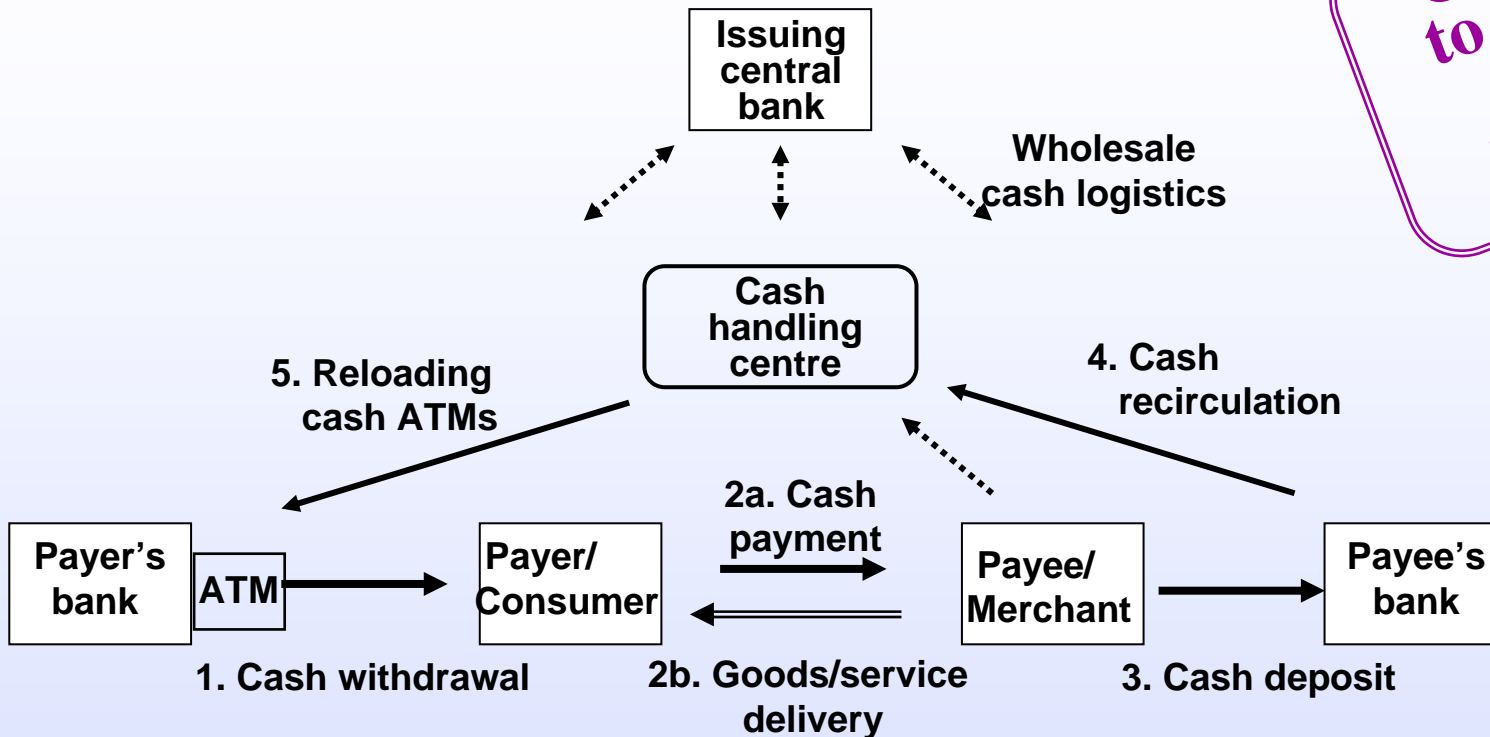 Issuing
central
bank
to
Wholesale
cash logistics
Cash
handling
centre
5. Reloading
cash ATMs
4. Cash
recirculation
2a. Cash
payment
Payer's
bank
ATM
Payer/
Consumer
Payee/
Merchant
Payee's
bank
1. Cash withdrawal
2b. Goods/service
delivery
3. Cash deposit